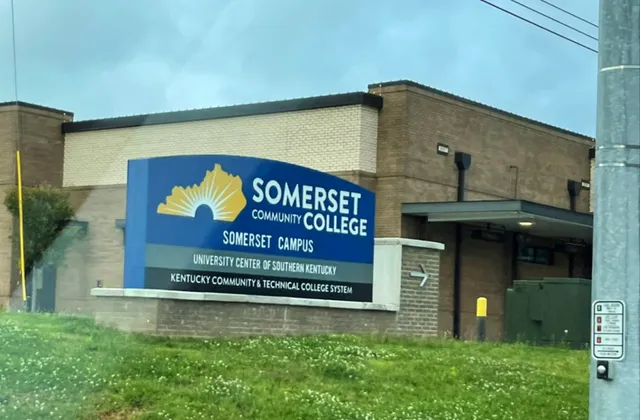 SOMERSET
COMMUNITY COLLEGE
SOMERSET CAMPUS
UNIVERSITY CENTER OF SOUTHERN KENTUCKY
KENTUCKY COMMUNITY & TECHNICAL COLLEGE SYSTEM